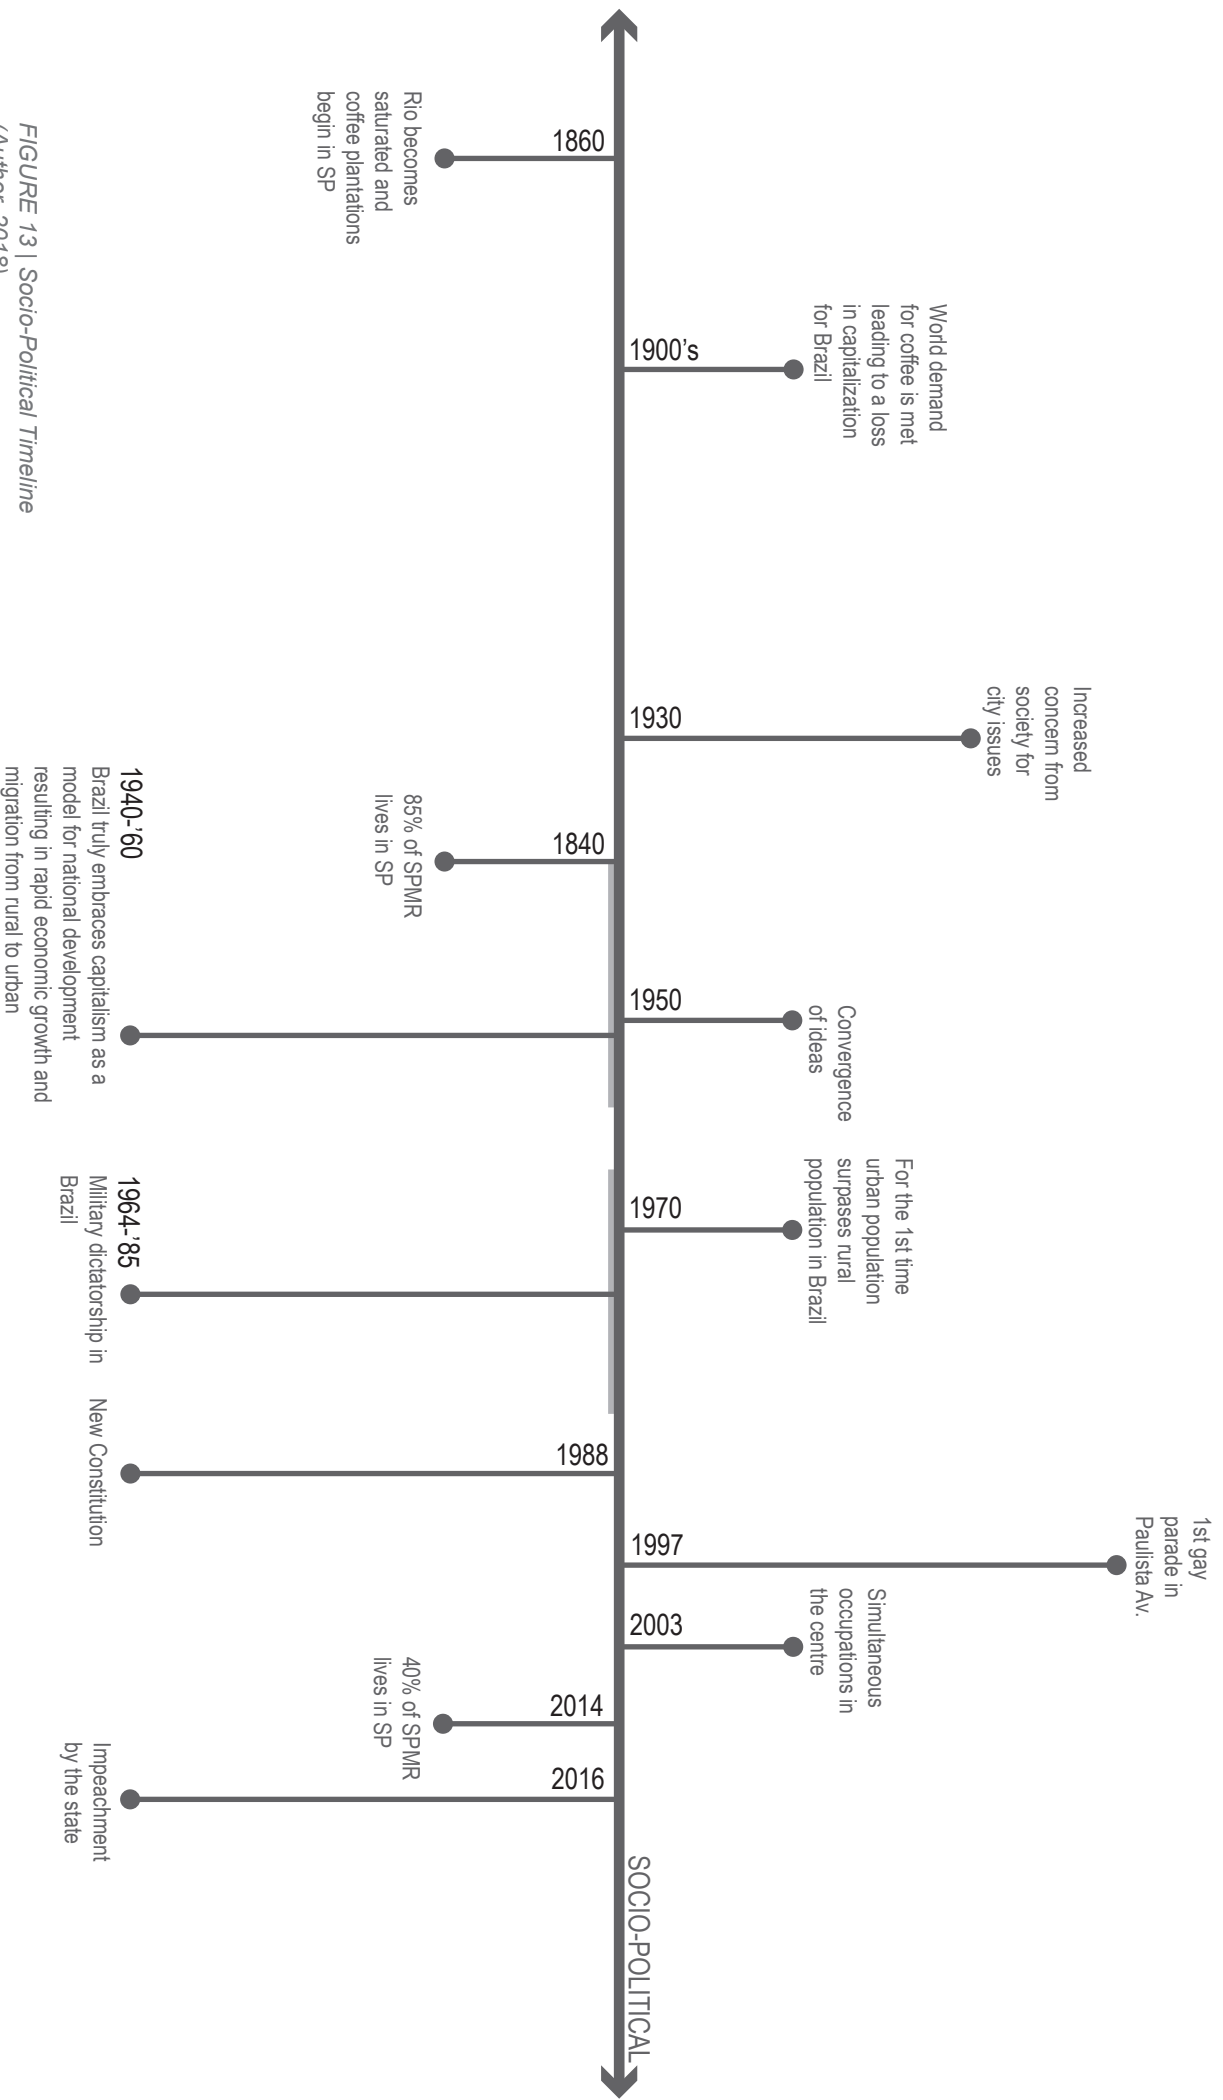 1860
Rio becomes
saturated and
coffee plantations
begin in SP
1900's
World demand
for coffee is met
leading to a loss
in capitalization
for Brazil
1930
Increased
concern from
society for
city issues
1840
85% of SPMR
lives in SP
1940-'60
Brazil truly embraces capitalism as a
model for national development
resulting in rapid economic growth and
migration from rural to urban
1950
Convergence
of ideas
1964-'85
Military dictatorship in
Brazil
1970
For the 1st time
urban population
surpases rural
population in Brazil
1988
New Constitution
1997
1st gay
parade in
Paulista Av.
2003
Simultaneous
occupations in
the centre
2014
40% of SPMR
lives in SP
2016
Impeachment
by the state
SOCIO-POLITICAL
FIGURE 13 | Socio-Political Timeline
(Author, 2018)